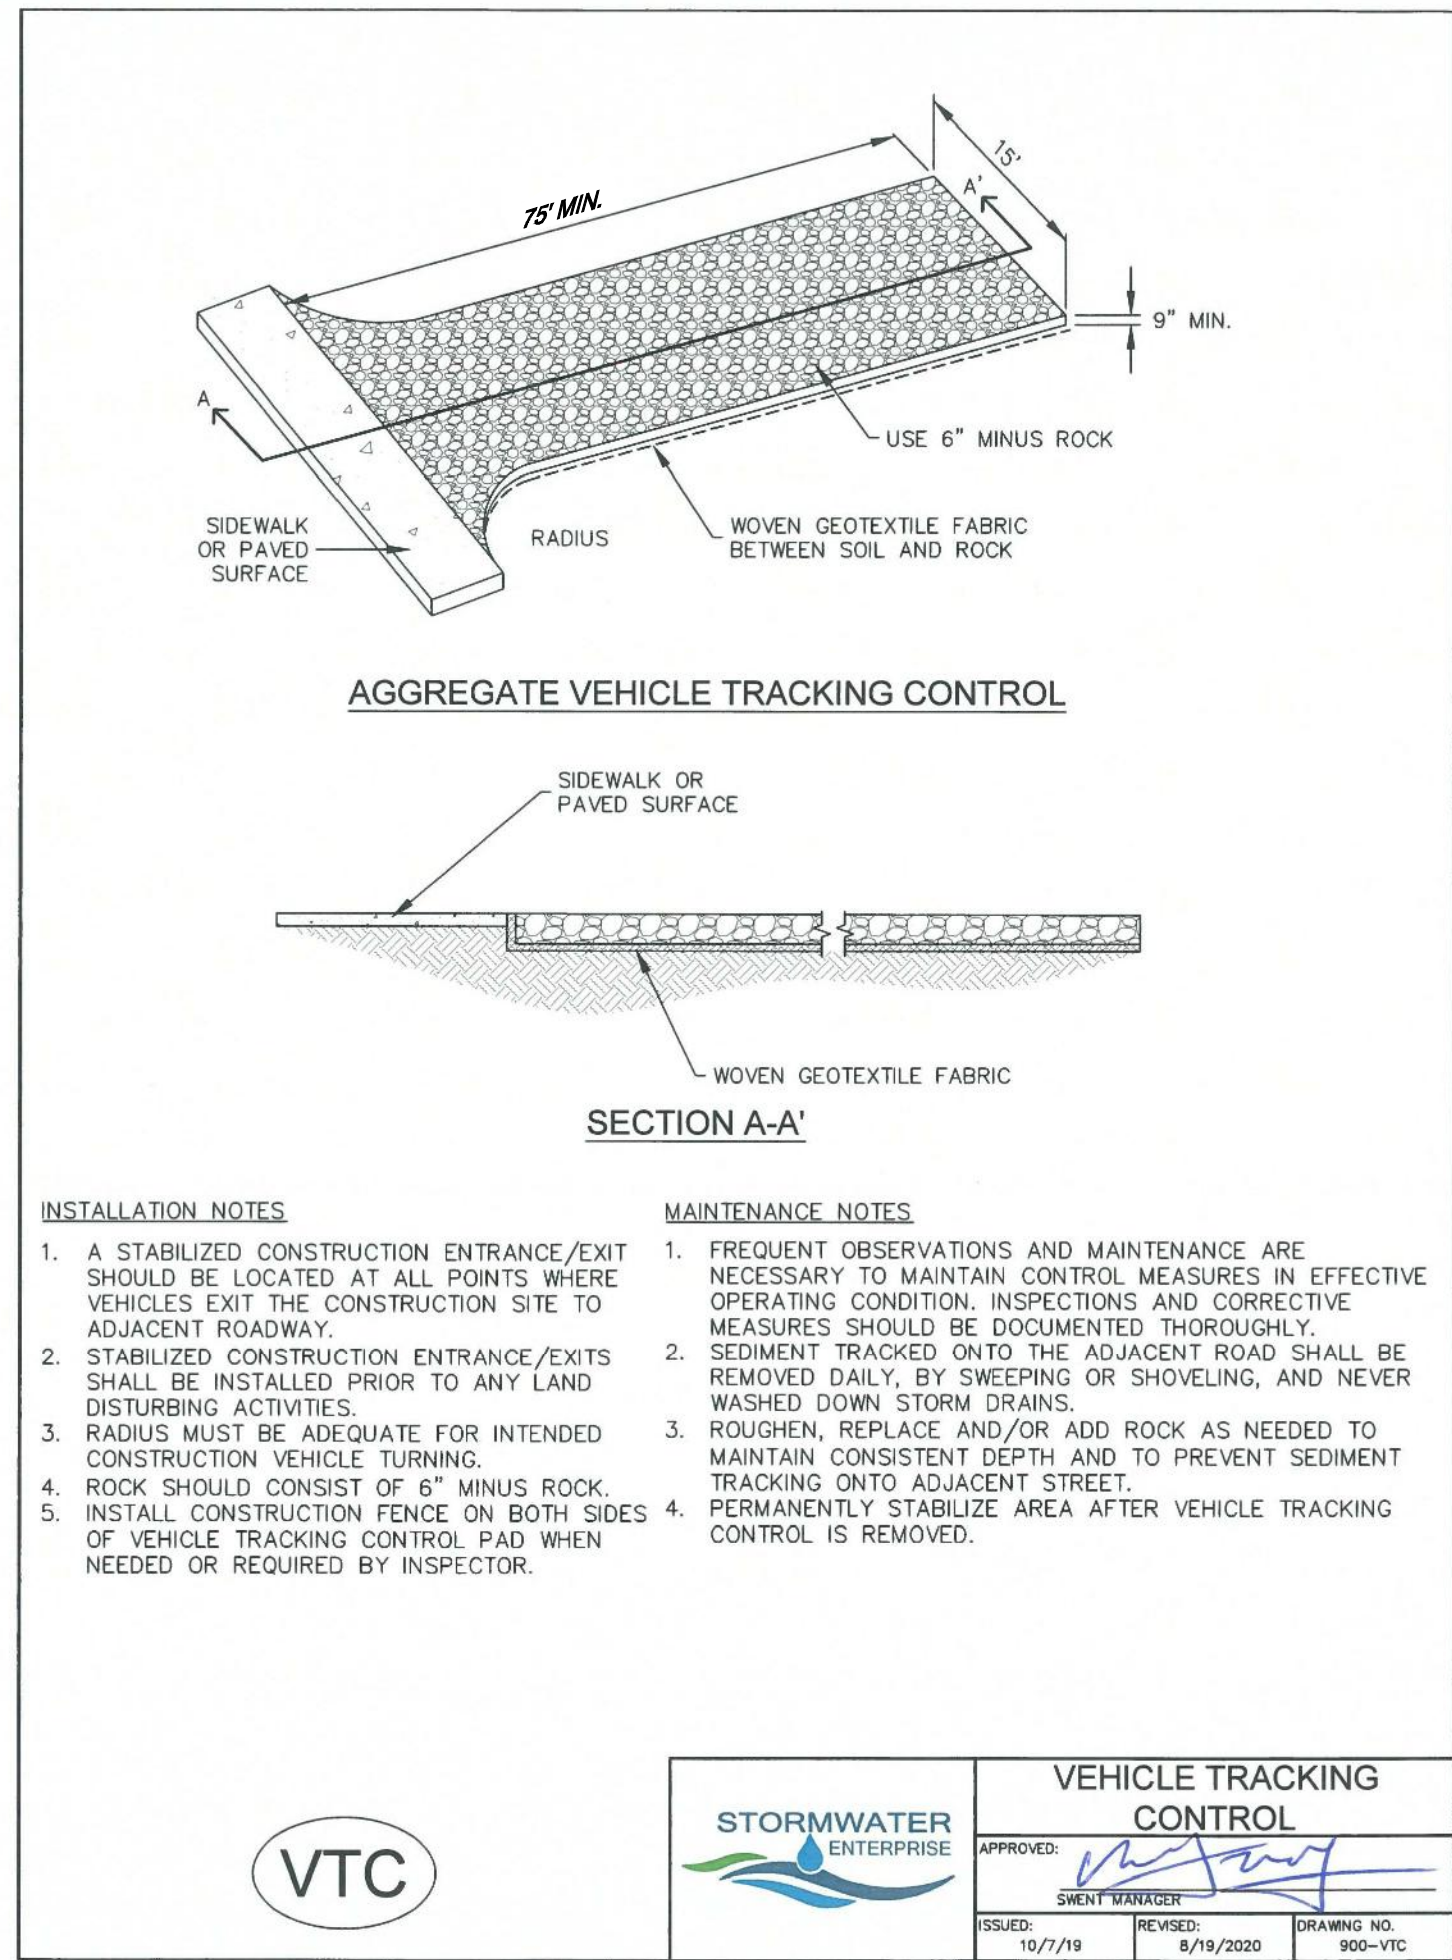 75' MIN.
15'
A'
9" MIN.
A
USE 6" MINUS ROCK
SIDEWALK
OR PAVED
SURFACE
RADIUS
WOVEN GEOTEXTILE FABRIC
BETWEEN SOIL AND ROCK
AGGREGATE VEHICLE TRACKING CONTROL
SIDEWALK OR
PAVED SURFACE
WOVEN GEOTEXTILE FABRIC
SECTION A-A'
INSTALLATION NOTES
1. A STABILIZED CONSTRUCTION ENTRANCE/EXIT
SHOULD BE LOCATED AT ALL POINTS WHERE
VEHICLES EXIT THE CONSTRUCTION SITE TO
ADJACENT ROADWAY.
2. STABILIZED CONSTRUCTION ENTRANCE/EXITS
SHALL BE INSTALLED PRIOR TO ANY LAND
DISTURBING ACTIVITIES.
3. RADIUS MUST BE ADEQUATE FOR INTENDED
CONSTRUCTION VEHICLE TURNING.
4. ROCK SHOULD CONSIST OF 6" MINUS ROCK.
5. INSTALL CONSTRUCTION FENCE ON BOTH SIDES
OF VEHICLE TRACKING CONTROL PAD WHEN
NEEDED OR REQUIRED BY INSPECTOR.
MAINTENANCE NOTES
1. FREQUENT OBSERVATIONS AND MAINTENANCE ARE
NECESSARY TO MAINTAIN CONTROL MEASURES IN EFFECTIVE
OPERATING CONDITION. INSPECTIONS AND CORRECTIVE
MEASURES SHOULD BE DOCUMENTED THOROUGHLY.
2. SEDIMENT TRACKED ONTO THE ADJACENT ROAD SHALL BE
REMOVED DAILY, BY SWEEPING OR SHOVELING, AND NEVER
WASHED DOWN STORM DRAINS.
3. ROUGHEN, REPLACE AND/OR ADD ROCK AS NEEDED TO
MAINTAIN CONSISTENT DEPTH AND TO PREVENT SEDIMENT
TRACKING ONTO ADJACENT STREET.
4. PERMANENTLY STABILIZE AREA AFTER VEHICLE TRACKING
CONTROL IS REMOVED.
VTC
STORMWATER
ENTERPRISE
VEHICLE TRACKING
CONTROL
APPROVED:
SWENT MANAGER
ISSUED:
10/7/19
REVISED:
8/19/2020
DRAWING NO.
900-VTC